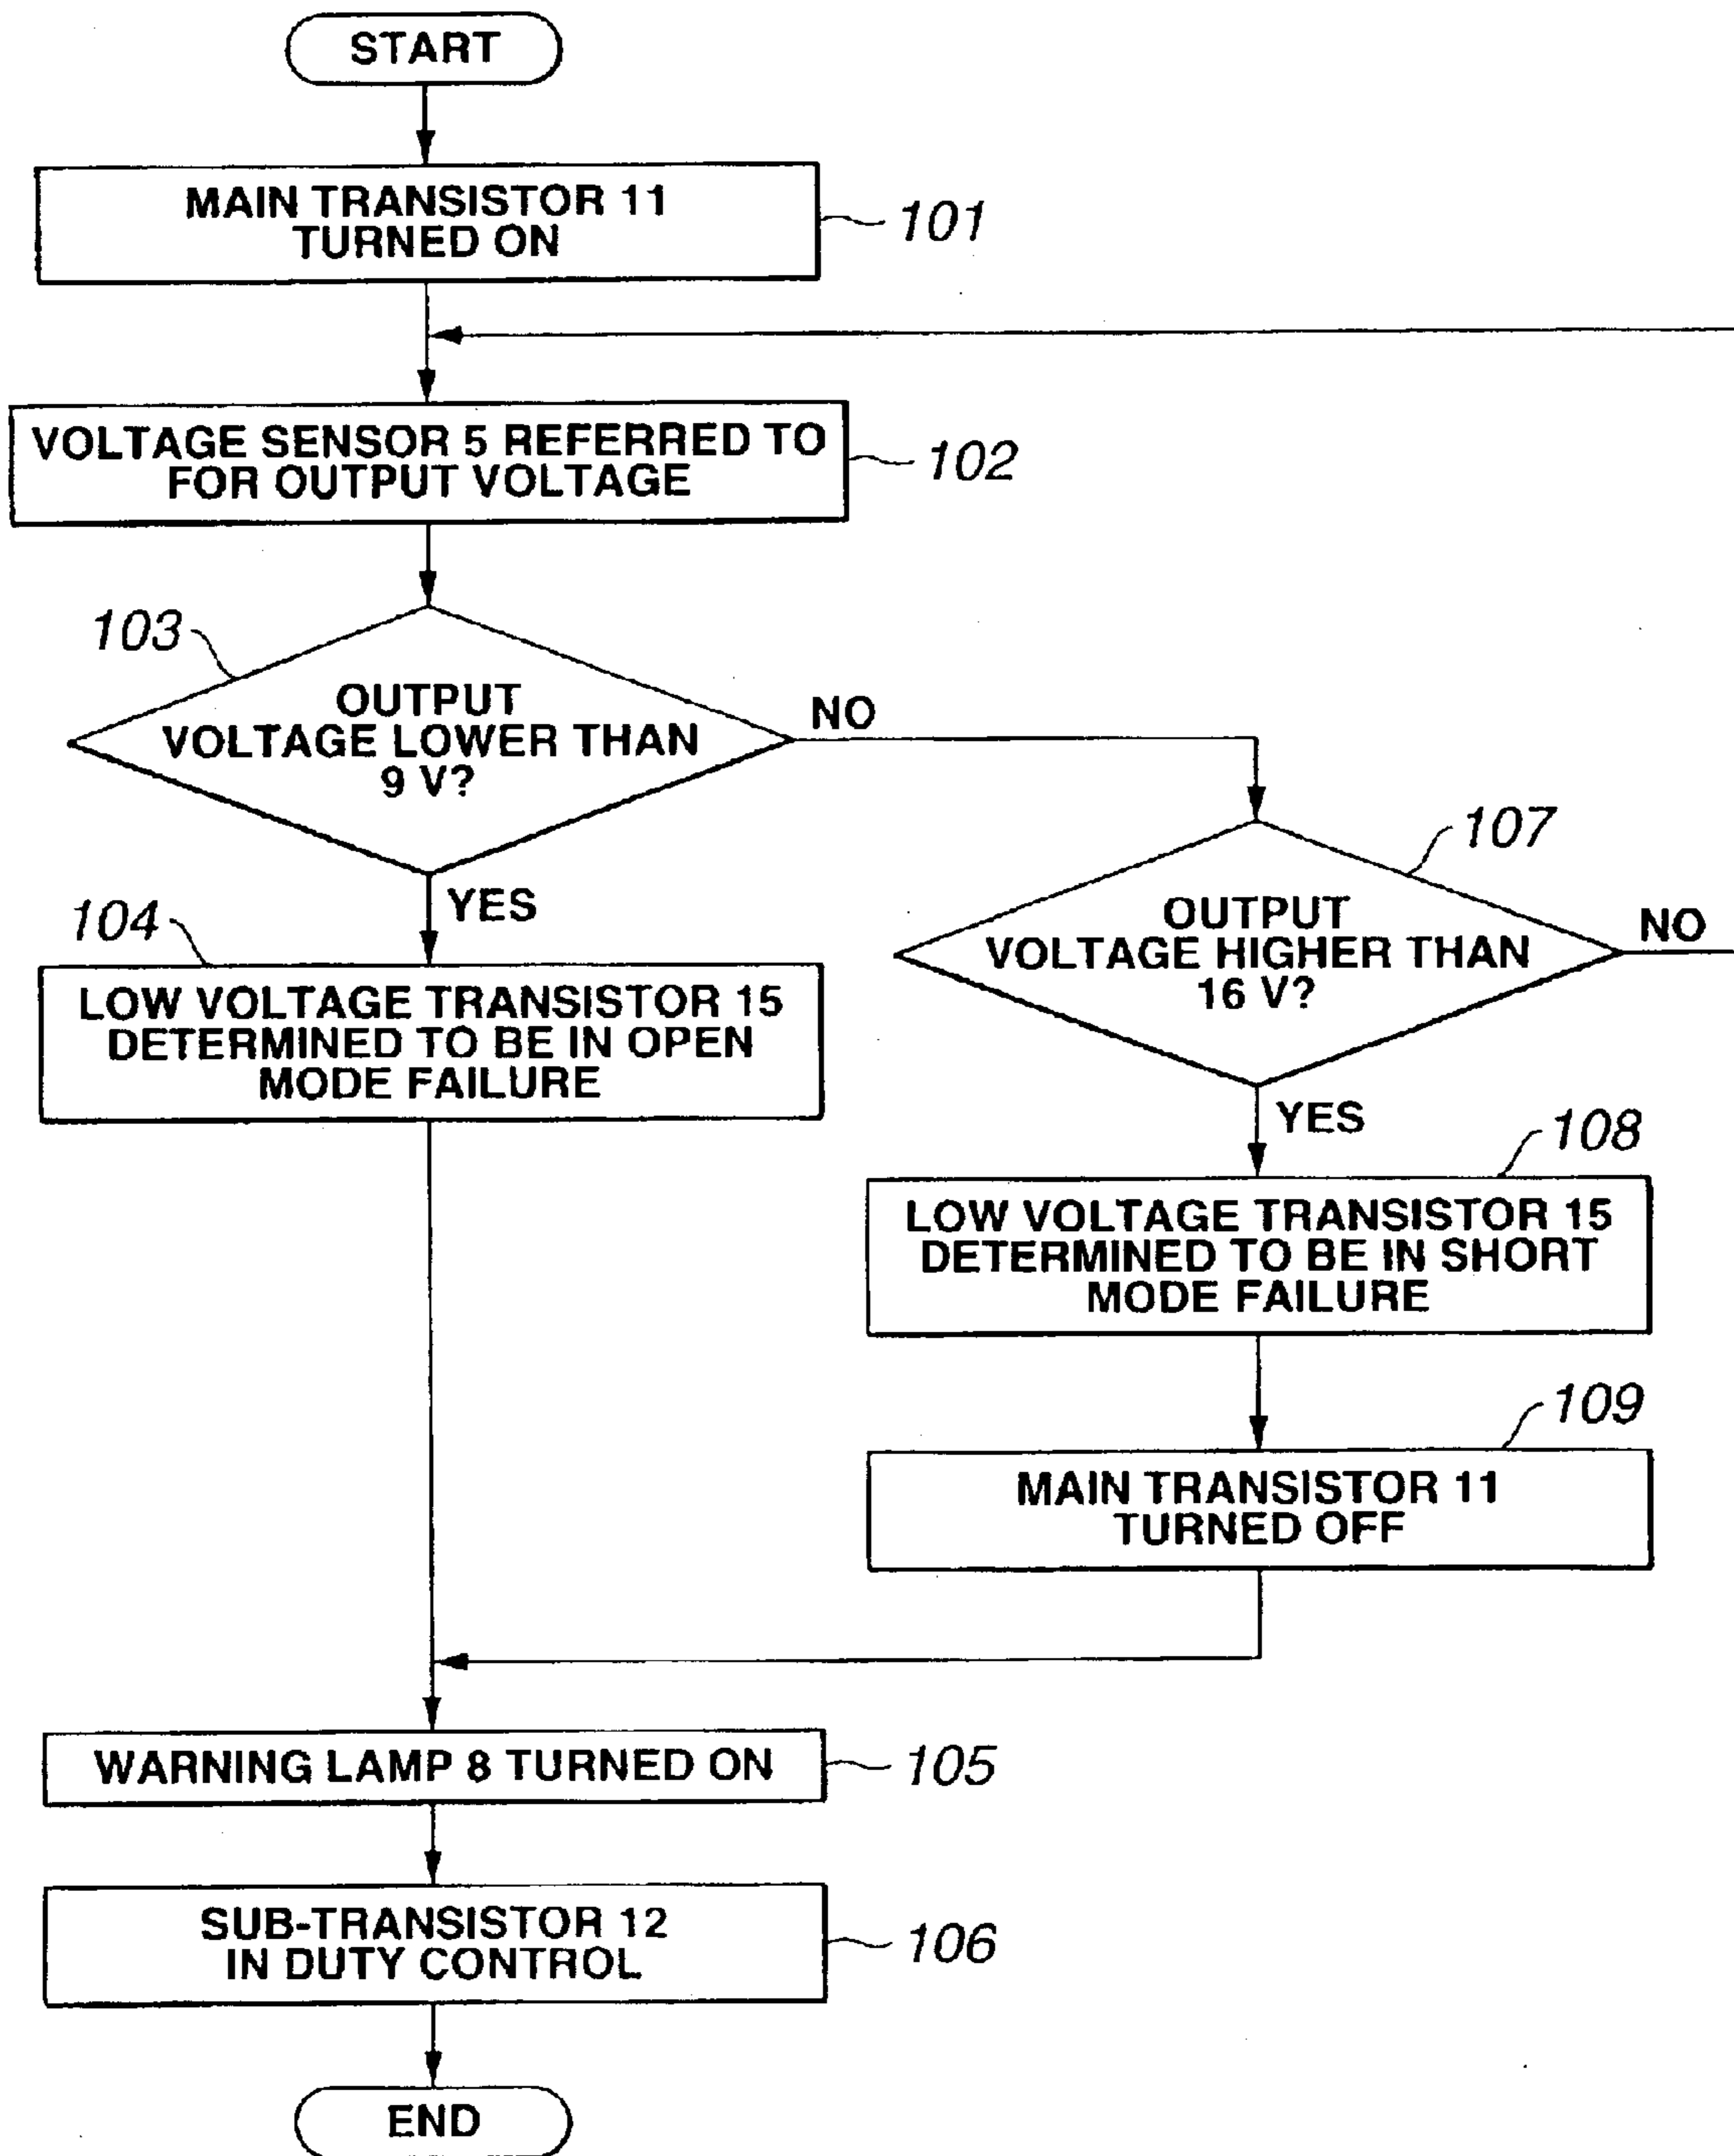 START
MAIN TRANSISTOR 11
TURNED ON
101
VOLTAGE SENSOR 5 REFERRED TO
FOR OUTPUT VOLTAGE
102
103
OUTPUT
VOLTAGE LOWER THAN
9 V?
NO
YES
104
LOW VOLTAGE TRANSISTOR 15
DETERMINED TO BE IN OPEN
MODE FAILURE
107
OUTPUT
VOLTAGE HIGHER THAN
16 V?
NO
YES
108
LOW VOLTAGE TRANSISTOR 15
DETERMINED TO BE IN SHORT
MODE FAILURE
109
MAIN TRANSISTOR 11
TURNED OFF
WARNING LAMP 8 TURNED ON
105
SUB-TRANSISTOR 12
IN DUTY CONTROL
106
END